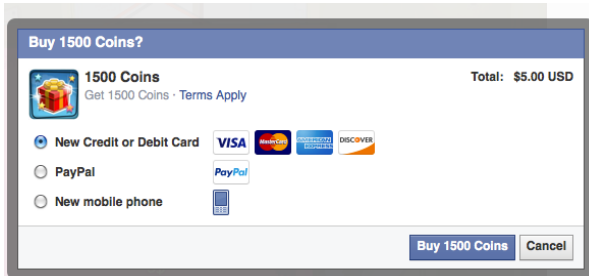 Buy 1500 Coins?
1500 Coins Total: $5.00 USD
Get 1500 Coins · Terms Apply
New Credit or Debit Card VISA MasterCard AMERICAN EXPRESS DISCOVER
PayPal PayPal
New mobile phone
Buy 1500 Coins Cancel